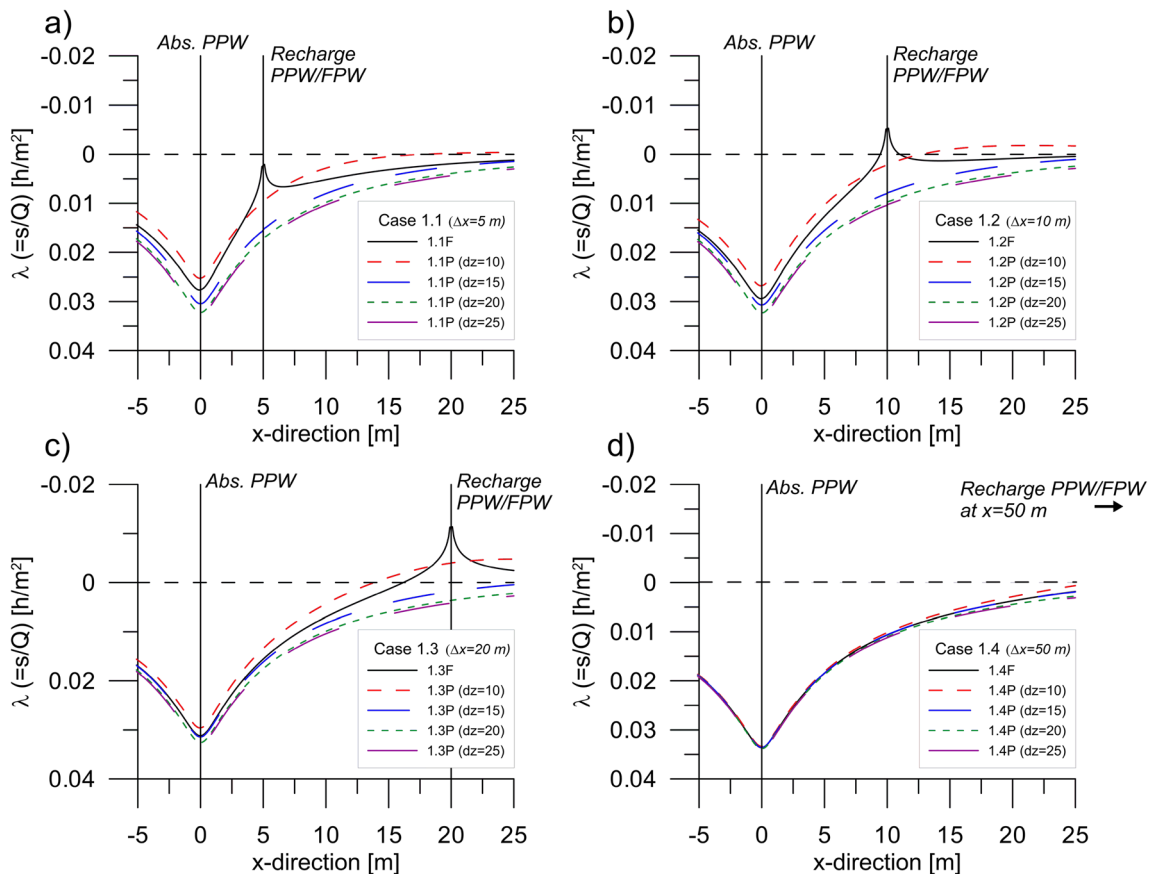 a)
Abs. PPW
Recharge
PPW/FPW
-0.02
-0.01
0
0.01
0.02
0.03
0.04
λ (=s/Q) [h/m²]
Case 1.1 (Δx=5 m)
1.1F
1.1P (dz=10)
1.1P (dz=15)
1.1P (dz=20)
1.1P (dz=25)
-5 0 5 10 15 20 25
x-direction [m]
b)
Abs. PPW
Recharge
PPW/FPW
-0.02
-0.01
0
0.01
0.02
0.03
0.04
λ (=s/Q) [h/m²]
Case 1.2 (Δx=10 m)
1.2F
1.2P (dz=10)
1.2P (dz=15)
1.2P (dz=20)
1.2P (dz=25)
-5 0 5 10 15 20 25
x-direction [m]
c)
Abs. PPW
Recharge
PPW/FPW
-0.02
0
0.02
0.04
λ (=s/Q) [h/m²]
Case 1.3 (Δx=20 m)
1.3F
1.3P (dz=10)
1.3P (dz=15)
1.3P (dz=20)
1.3P (dz=25)
-5 0 5 10 15 20 25
x-direction [m]
d)
Abs. PPW
Recharge PPW/FPW
at x=50 m
-0.02
-0.01
0
0.01
0.02
0.03
0.04
λ (=s/Q) [h/m²]
Case 1.4 (Δx=50 m)
1.4F
1.4P (dz=10)
1.4P (dz=15)
1.4P (dz=20)
1.4P (dz=25)
-5 0 5 10 15 20 25
x-direction [m]